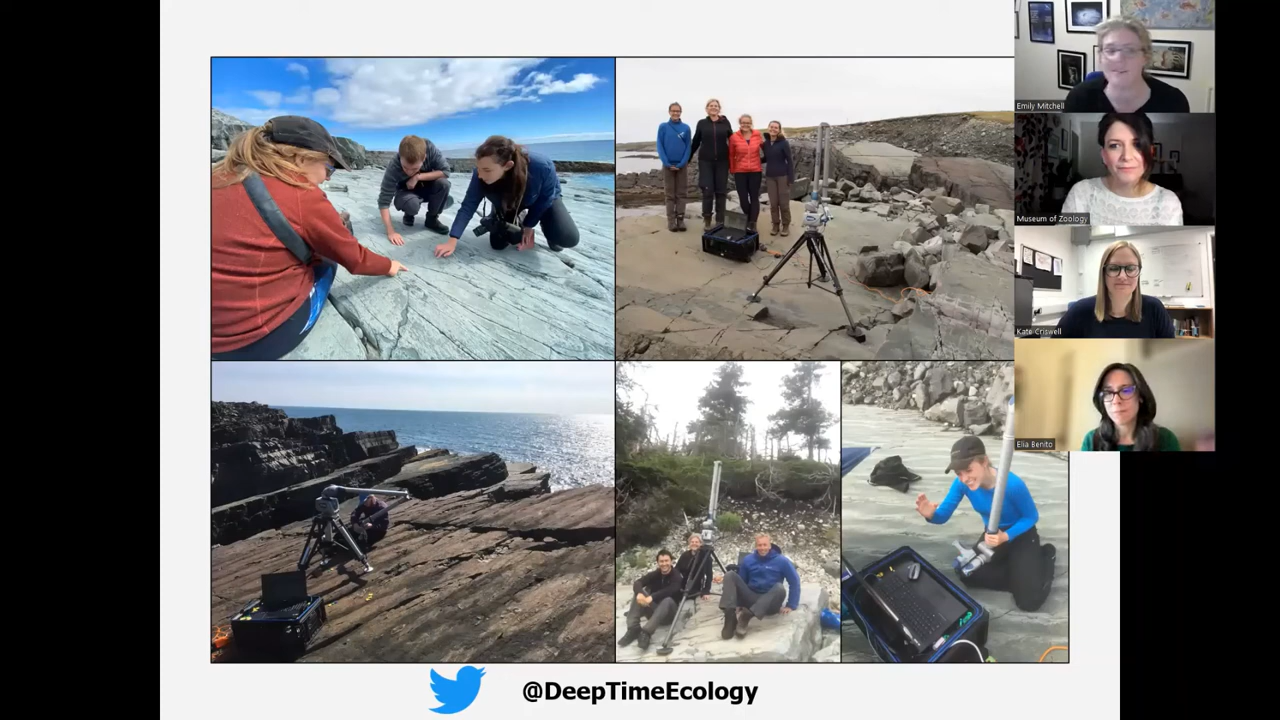 Emily Mitchell
Museum of Zoology
Kate Criswell
Elia Benito
@DeepTimeEcology